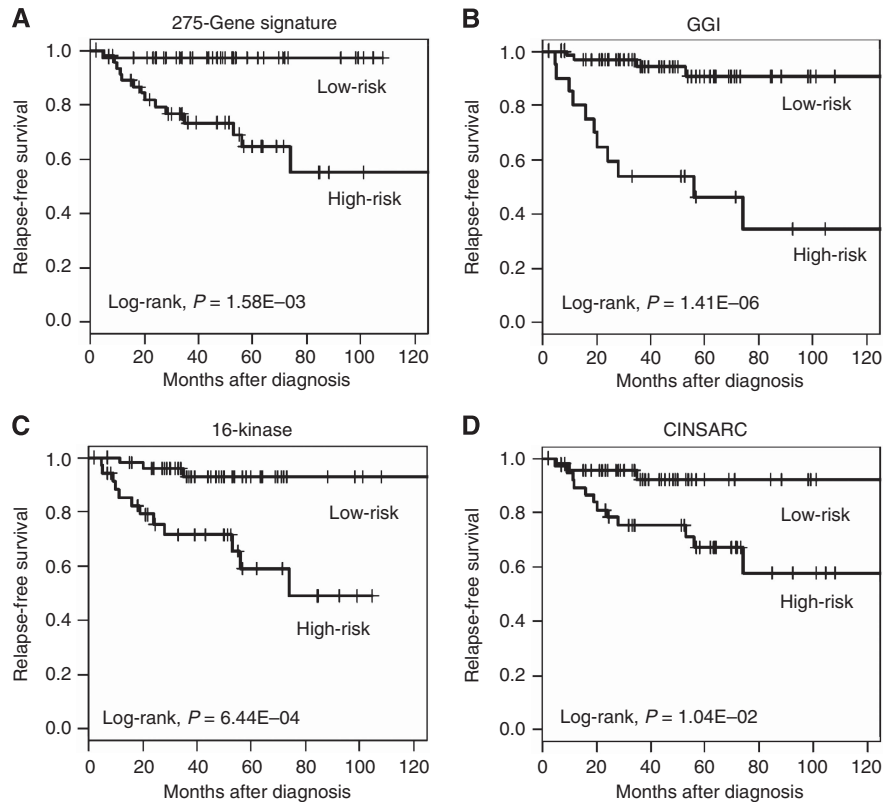 A
275-Gene signature
1.0
0.8
0.6
0.4
0.2
0.0
Relapse-free survival
Low-risk
High-risk
Log-rank, P = 1.58E–03
0 20 40 60 80 100 120
Months after diagnosis
B
GGI
1.0
0.8
0.6
0.4
0.2
0.0
Relapse-free survival
Low-risk
High-risk
Log-rank, P = 1.41E–06
0 20 40 60 80 100 120
Months after diagnosis
C
16-kinase
1.0
0.8
0.6
0.4
0.2
0.0
Relapse-free survival
Low-risk
High-risk
Log-rank, P = 6.44E–04
0 20 40 60 80 100 120
Months after diagnosis
D
CINSARC
1.0
0.8
0.6
0.4
0.2
0.0
Relapse-free survival
Low-risk
High-risk
Log-rank, P = 1.04E–02
0 20 40 60 80 100 120
Months after diagnosis